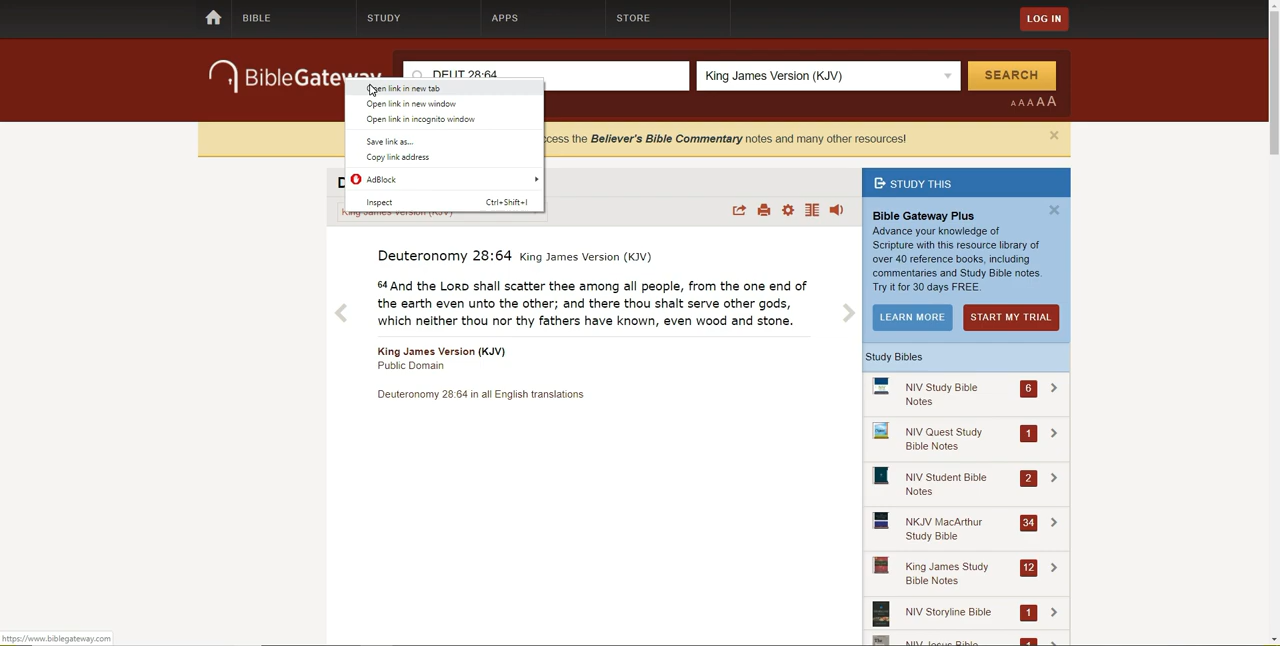 BIBLE STUDY APPS STORE LOG IN
BibleGateway DEUT 28:64 King James Version (KJV) SEARCH
A A A A A
Open link in new tab
Open link in new window
Open link in incognito window
Save link as...
Copy link address
AdBlock
Inspect Ctrl+Shift+I
the Believer's Bible Commentary notes and many other resources!
King James Version (KJV)
Deuteronomy 28:64 King James Version (KJV)
64 And the LORD shall scatter thee among all people, from the one end of
the earth even unto the other; and there thou shalt serve other gods,
which neither thou nor thy fathers have known, even wood and stone.
King James Version (KJV)
Public Domain
Deuteronomy 28:64 in all English translations
STUDY THIS
Bible Gateway Plus
Advance your knowledge of
Scripture with this resource library of
over 40 reference books, including
commentaries and Study Bible notes.
Try it for 30 days FREE.
LEARN MORE START MY TRIAL
Study Bibles
NIV Study Bible
Notes 6
NIV Quest Study
Bible Notes 1
NIV Student Bible
Notes 2
NKJV MacArthur
Study Bible 34
King James Study
Bible Notes 12
NIV Storyline Bible 1
NIV Jesus Bible 1
https://www.biblegateway.com